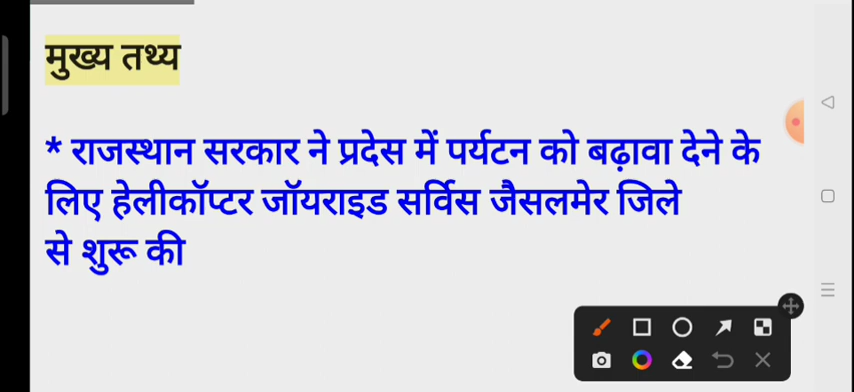 मुख्य तथ्य
* राजस्थान सरकार ने प्रदेस में पर्यटन को बढ़ावा देने के
लिए हेलीकॉप्टर जॉयराइड सर्विस जैसलमेर जिले
से शुरू की